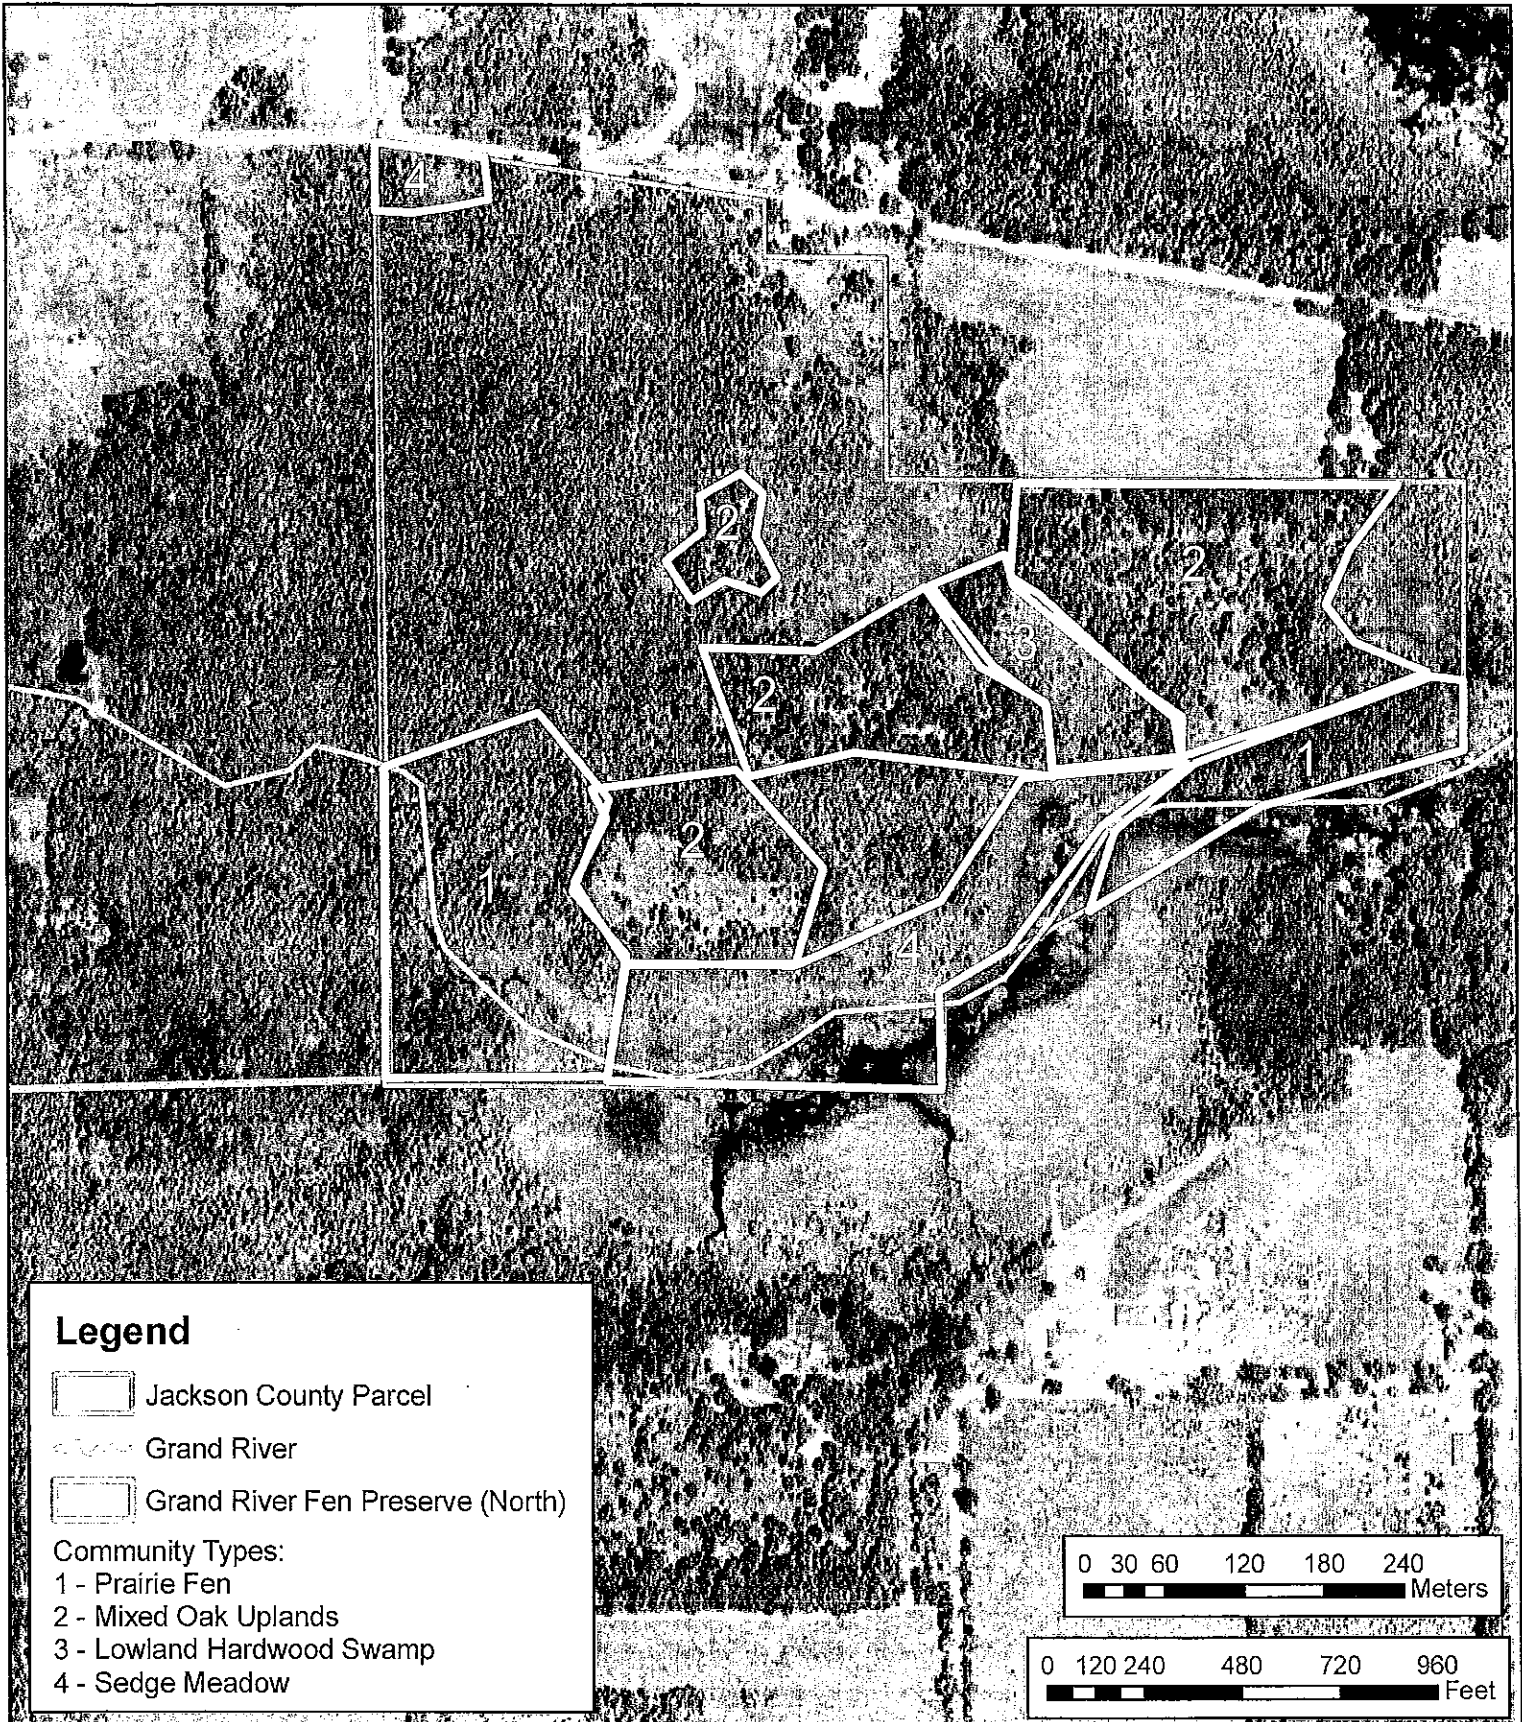 4
2
2
3
2
1
2
1
4
Legend
Jackson County Parcel
Grand River
Grand River Fen Preserve (North)
Community Types:
1 - Prairie Fen
2 - Mixed Oak Uplands
3 - Lowland Hardwood Swamp
4 - Sedge Meadow
0 30 60 120 180 240
Meters
0 120 240 480 720 960
Feet